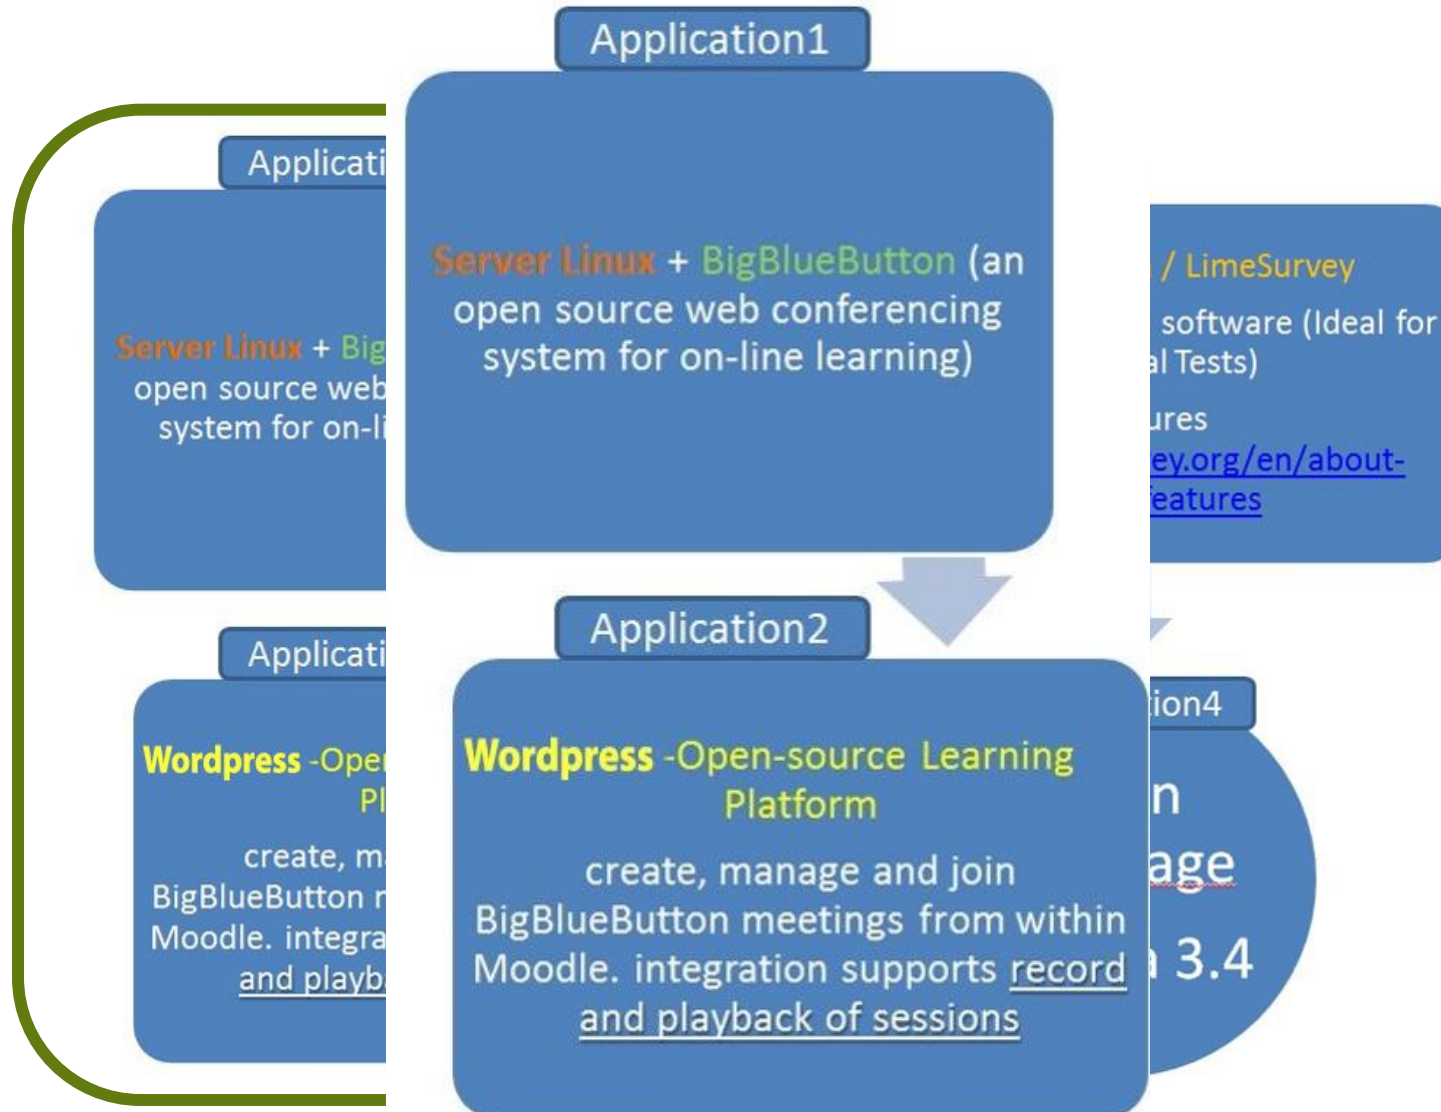 Application1
Server Linux + BigBlueButton (an
open source web conferencing
system for on-line learning)
Application2
Wordpress -Open-source Learning
Platform
create, manage and join
BigBlueButton meetings from within
Moodle. integration supports record
and playback of sessions
Applicati
Server Linux + Big
open source web
system for on-li
Applicati
Wordpress -Ope
Pl
create, ma
BigBlueButton
Moodle. integra
and playb
/ LimeSurvey
software (Ideal for
al Tests)
ures
ey.org/en/about-
features
ion4
n
age
3.4